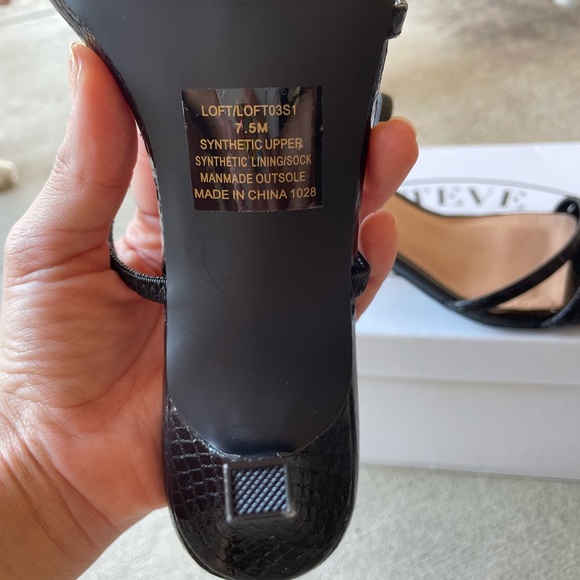 LOFT/LOFT03S1
7.5M
SYNTHETIC UPPER
SYNTHETIC LINING/SOCK
MANMADE OUTSOLE
MADE IN CHINA 1028
TEVE